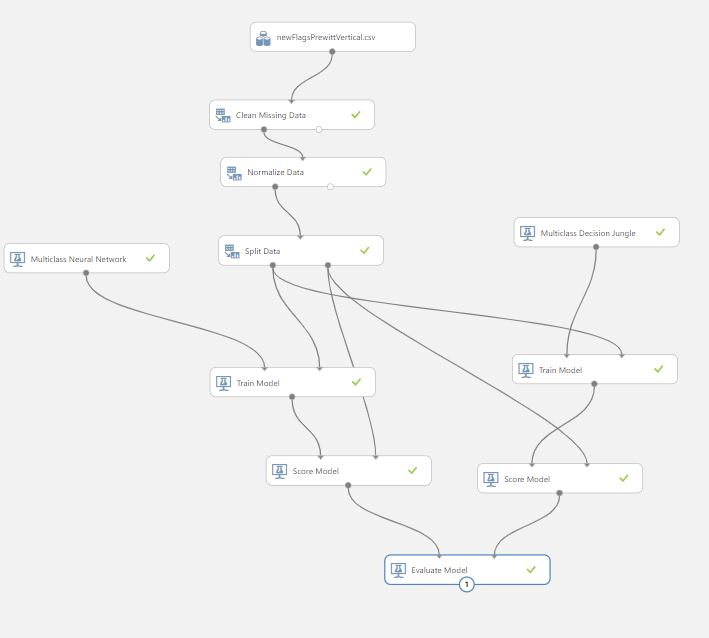 newFlagsPrewittVertical.csv
Clean Missing Data
Normalize Data
Multiclass Decision Jungle
Split Data
Multiclass Neural Network
Train Model
Train Model
Score Model
Score Model
Evaluate Model
1